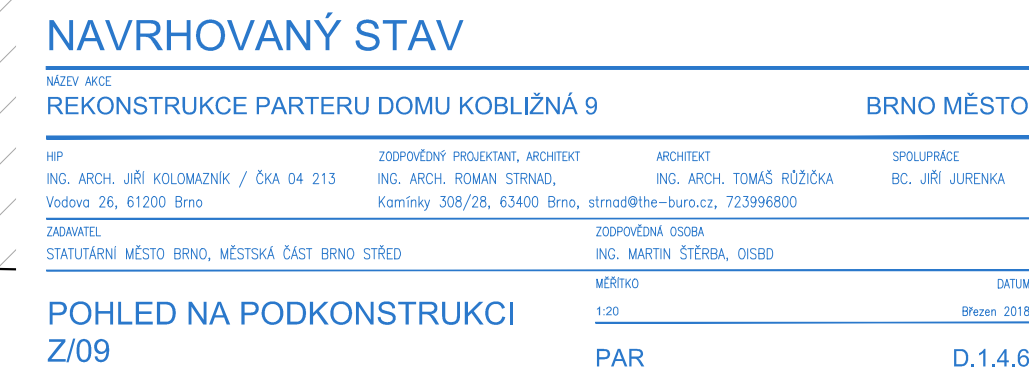 NAVRHOVANÝ STAV
NÁZEV AKCE
REKONSTRUKCE PARTERU DOMU KOBLIŽNÁ 9 BRNO MĚSTO
HIP ZODPOVĚDNÝ PROJEKTANT, ARCHITEKT ARCHITEKT SPOLUPRÁCE
ING. ARCH. JIŘÍ KOLOMAZNÍK / ČKA 04 213 ING. ARCH. ROMAN STRNAD, ING. ARCH. TOMÁŠ RŮŽIČKA BC. JIŘÍ JURENKA
Vodova 26, 61200 Brno Kamínky 308/28, 63400 Brno, strnad@the-buro.cz, 723996800
ZADAVATEL ZODPOVĚDNÁ OSOBA
STATUTÁRNÍ MĚSTO BRNO, MĚSTSKÁ ČÁST BRNO STŘED ING. MARTIN ŠTĚRBA, OISBD
MĚŘÍTKO DATUM
1:20 Březen 2018
POHLED NA PODKONSTRUKCI
Z/09
PAR D.1.4.6